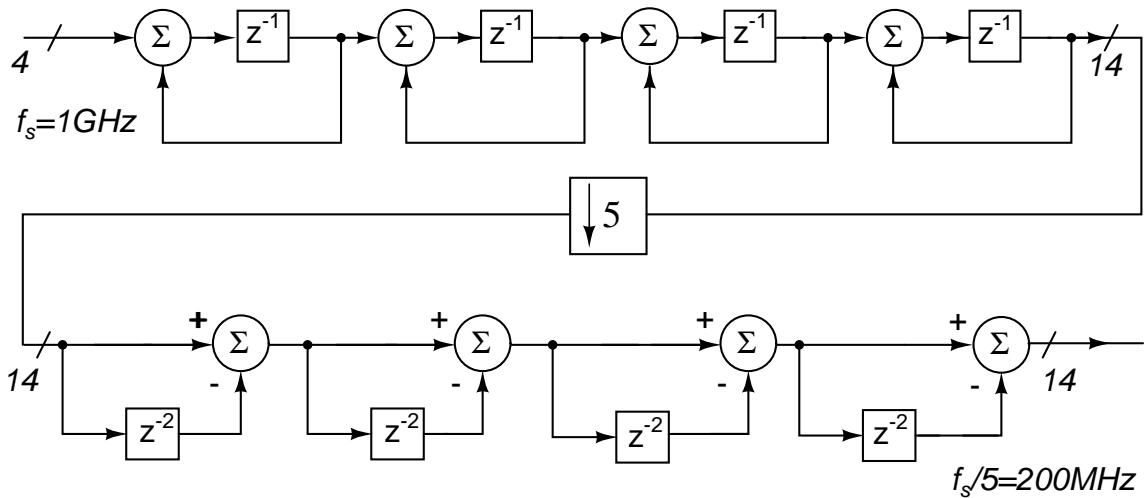 Σ z⁻¹ Σ z⁻¹ Σ z⁻¹ Σ z⁻¹
4 14
f_s=1GHz
↓ 5
+ Σ + Σ + Σ + Σ
14 - - - - 14
z⁻² z⁻² z⁻² z⁻²
f_s/5=200MHz